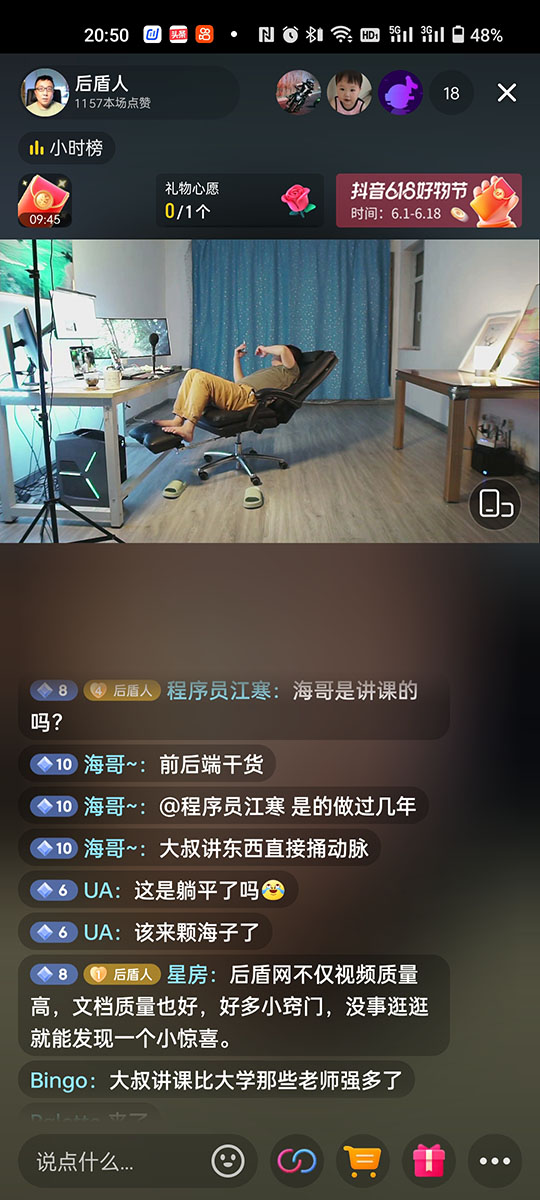 20:50
头条
5G
3G
HD
48%
后盾人
1157本场点赞
18
小时榜
09:45
礼物心愿
0/1个
抖音618好物节
时间：6.1-6.18
8 4 后盾人 程序员江寒：海哥是讲课的
吗？
10 海哥~：前后端干货
10 海哥~：@程序员江寒 是的做过几年
10 海哥~：大叔讲东西直接捅动脉
6 UA：这是躺平了吗😂
6 UA：该来颗海子了
8 1 后盾人 星房：后盾网不仅视频质量
高，文档质量也好，好多小窍门，没事逛逛
就能发现一个小惊喜。
Bingo：大叔讲课比大学那些老师强多了
说点什么...